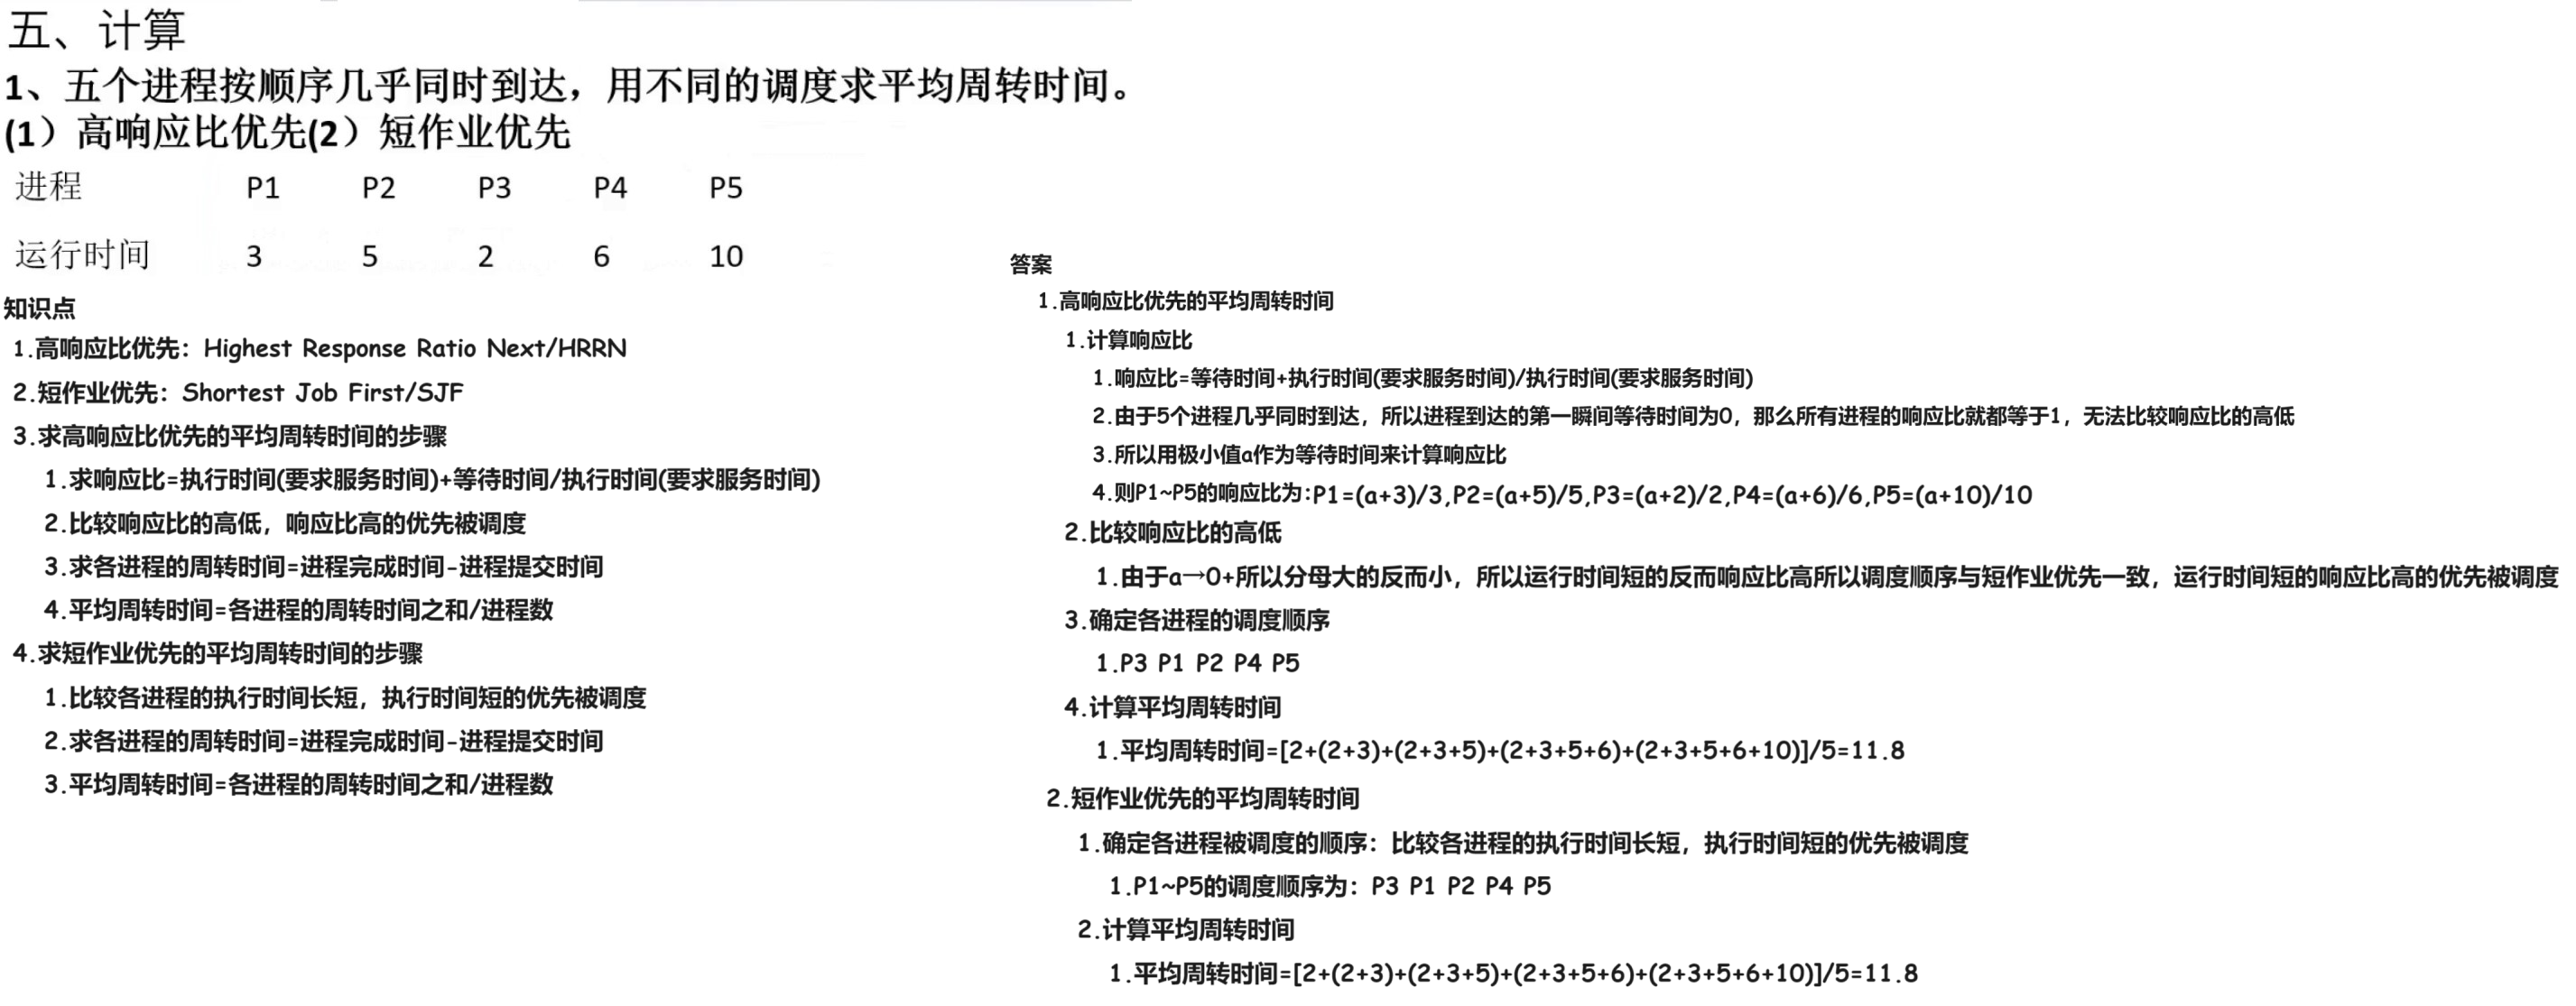 五、计算
1、五个进程按顺序几乎同时到达，用不同的调度求平均周转时间。
(1）高响应比优先(2）短作业优先
进程 P1 P2 P3 P4 P5
运行时间 3 5 2 6 10
知识点
1.高响应比优先：Highest Response Ratio Next/HRRN
2.短作业优先：Shortest Job First/SJF
3.求高响应比优先的平均周转时间的步骤
1.求响应比=执行时间(要求服务时间)+等待时间/执行时间(要求服务时间)
2.比较响应比的高低，响应比高的优先被调度
3.求各进程的周转时间=进程完成时间-进程提交时间
4.平均周转时间=各进程的周转时间之和/进程数
4.求短作业优先的平均周转时间的步骤
1.比较各进程的执行时间长短，执行时间短的优先被调度
2.求各进程的周转时间=进程完成时间-进程提交时间
3.平均周转时间=各进程的周转时间之和/进程数
答案
1.高响应比优先的平均周转时间
1.计算响应比
1.响应比=等待时间+执行时间(要求服务时间)/执行时间(要求服务时间)
2.由于5个进程几乎同时到达，所以进程到达的第一瞬间等待时间为0，那么所有进程的响应比就都等于1，无法比较响应比的高低
3.所以用极小值a作为等待时间来计算响应比
4.则P1~P5的响应比为:P1=(a+3)/3,P2=(a+5)/5,P3=(a+2)/2,P4=(a+6)/6,P5=(a+10)/10
2.比较响应比的高低
1.由于a→0+所以分母大的反而小，所以运行时间短的反而响应比高所以调度顺序与短作业优先一致，运行时间短的响应比高的优先被调度
3.确定各进程的调度顺序
1.P3 P1 P2 P4 P5
4.计算平均周转时间
1.平均周转时间=[2+(2+3)+(2+3+5)+(2+3+5+6)+(2+3+5+6+10)]/5=11.8
2.短作业优先的平均周转时间
1.确定各进程被调度的顺序：比较各进程的执行时间长短，执行时间短的优先被调度
1.P1~P5的调度顺序为：P3 P1 P2 P4 P5
2.计算平均周转时间
1.平均周转时间=[2+(2+3)+(2+3+5)+(2+3+5+6)+(2+3+5+6+10)]/5=11.8